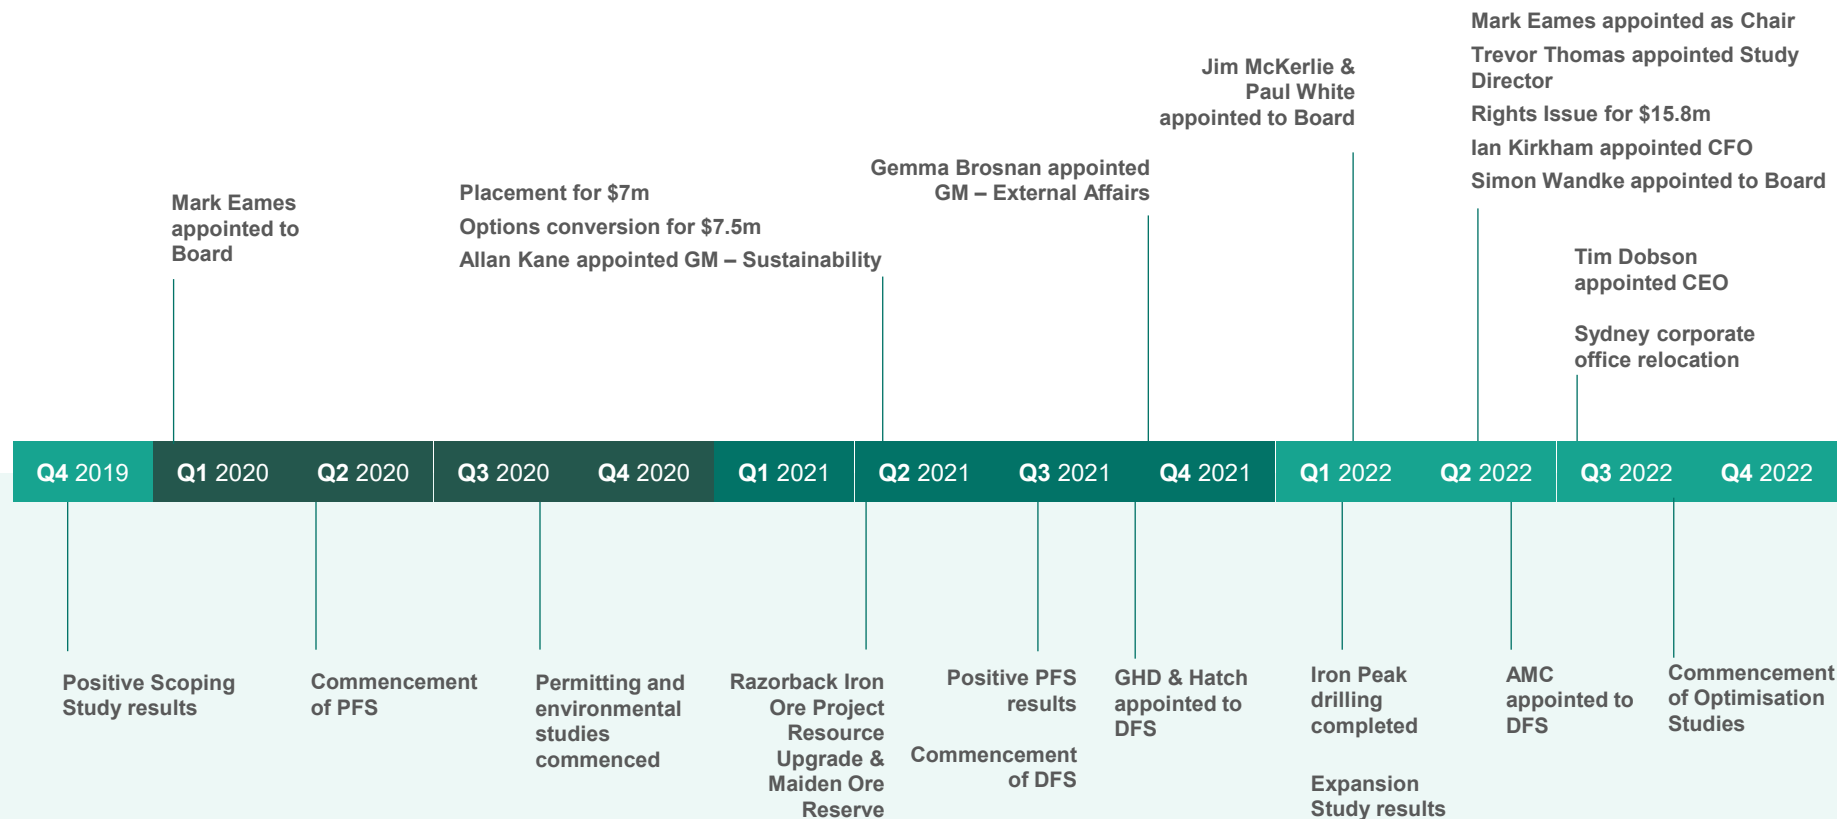 Mark Eames appointed as Chair
Trevor Thomas appointed Study
Director
Rights Issue for $15.8m
Ian Kirkham appointed CFO
Simon Wandke appointed to Board
Jim McKerlie &
Paul White
appointed to Board
Gemma Brosnan appointed
GM – External Affairs
Placement for $7m
Options conversion for $7.5m
Allan Kane appointed GM – Sustainability
Mark Eames
appointed to
Board
Tim Dobson
appointed CEO
Sydney corporate
office relocation
Q4 2019
Q1 2020
Q2 2020
Q3 2020
Q4 2020
Q1 2021
Q2 2021
Q3 2021
Q4 2021
Q1 2022
Q2 2022
Q3 2022
Q4 2022
Positive Scoping
Study results
Commencement
of PFS
Permitting and
environmental
studies
commenced
Razorback Iron
Ore Project
Resource
Upgrade &
Maiden Ore
Reserve
Positive PFS
results
Commencement
of DFS
GHD & Hatch
appointed to
DFS
Iron Peak
drilling
completed
Expansion
Study results
AMC
appointed to
DFS
Commencement
of Optimisation
Studies